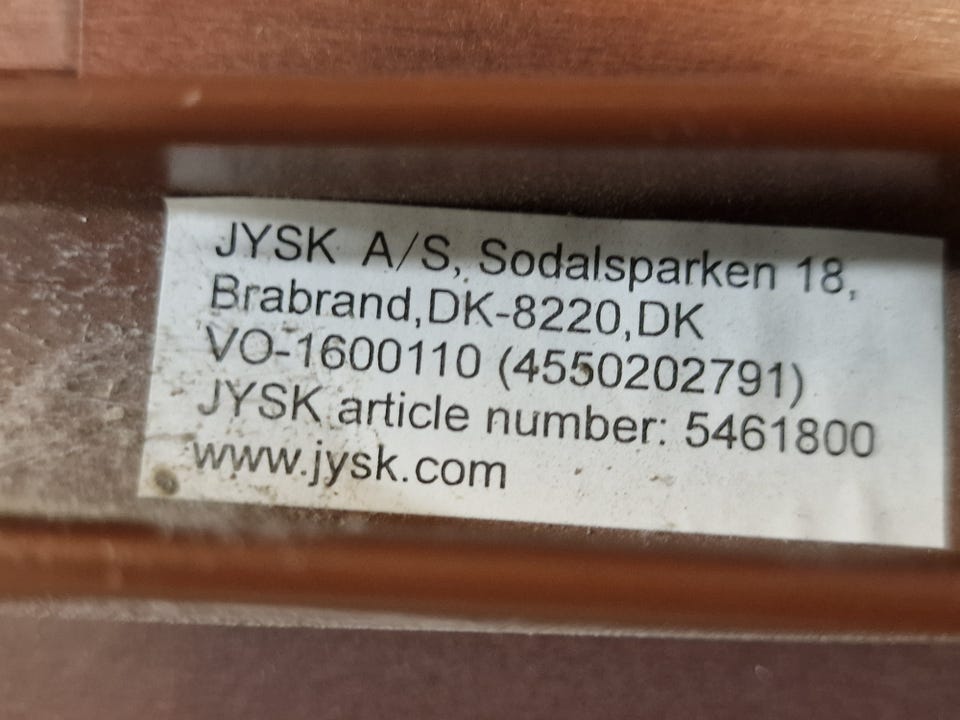 JYSK A/S, Sodalsparken 18,
Brabrand,DK-8220,DK
VO-1600110 (4550202791)
JYSK article number: 5461800
www.jysk.com